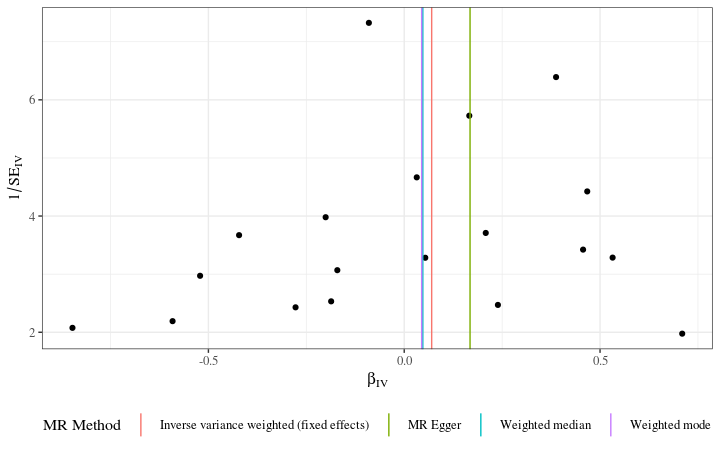 6
4
2
1/SE_IV
-0.5 0.0 0.5
β_IV
MR Method Inverse variance weighted (fixed effects) MR Egger Weighted median Weighted mode